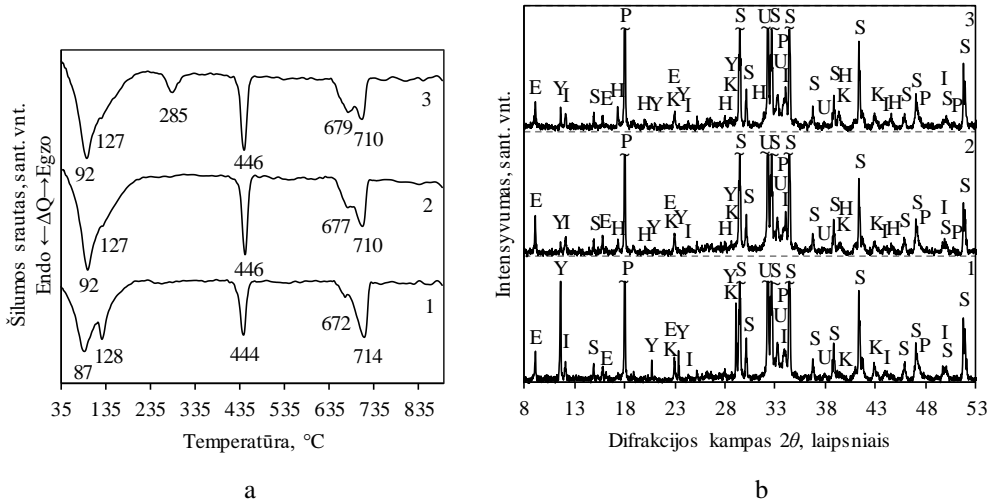 Šilumos srautas, sant. vnt.
Endo ←ΔQ→Egzo
127
285
679
3
92
446
710
127
677
2
92
446
710
128
672
1
87
444
714
35 135 235 335 435 535 635 735 835
Temperatūra, °C
a
Intensyvumas, sant. vnt.
P U S S 3
S
S
Y K S H P U I
E Y I S E H H Y E K Y I H S U S H K K I H S S P I S P
P U S S 2
S
S
Y K S P U I
E Y I S E H H Y E K Y I H S U S H K K I H S S P I S P
Y P S U S S 1
Y K
S
S
S P U I
E I S E Y E K Y I S U S K K I S S P I S
8 13 18 23 28 33 38 43 48 53
Difrakcijos kampas 2θ, laipsniais
b